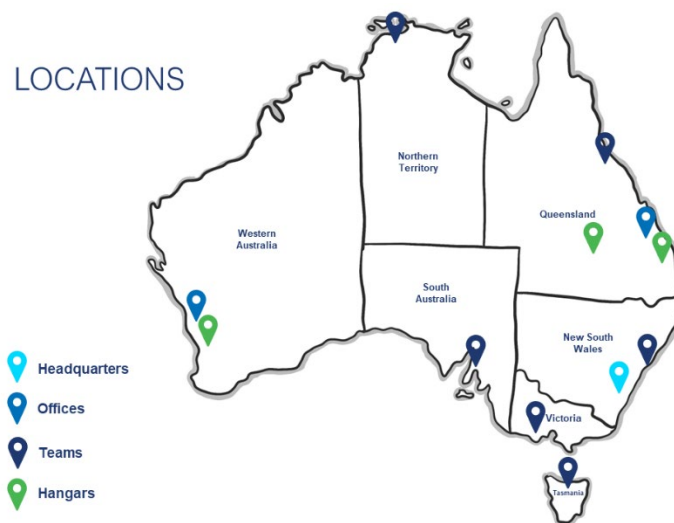 LOCATIONS
Northern
Territory
Western
Australia
Queensland
South
Australia
New South
Wales
Victoria
Tasmania
Headquarters
Offices
Teams
Hangars